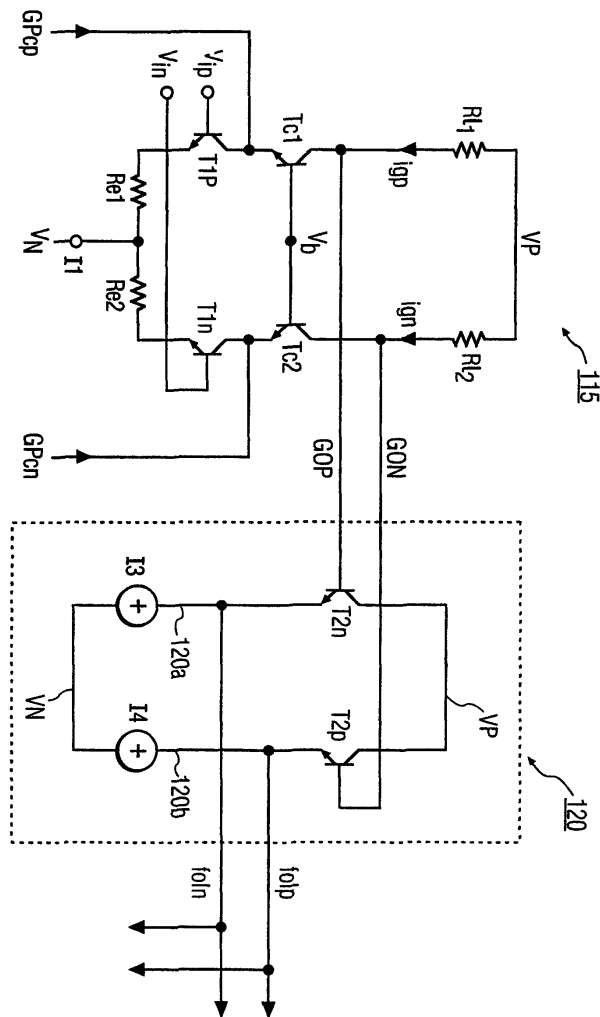 115
120
VP
VP
Rl₁
Rl₂
igp
ign
GON
GOP
T2n
T2p
Tc1
Vb
Tc2
folp
foln
Vip
Vin
T1P
T1n
120a
120b
Re1
Re2
I3
I4
I1
VN
VN
GPcp
GPcn